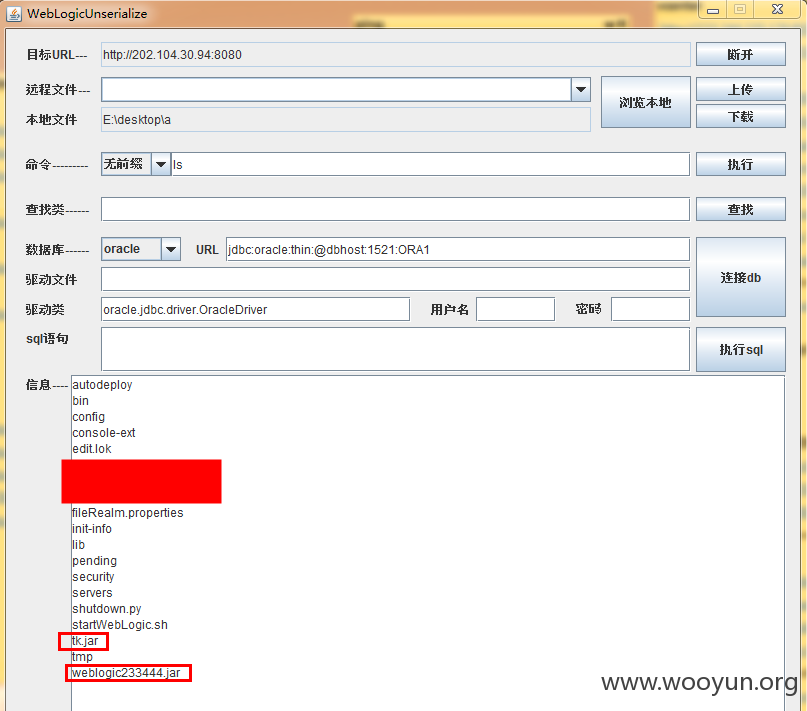 WebLogicUnserialize
目标URL--- http://202.104.30.94:8080 断开
远程文件--- 浏览本地 上传
本地文件 E:\desktop\a 下载
命令--------- 无前缀 ls 执行
查找类------ 查找
数据库------ oracle URL jdbc:oracle:thin:@dbhost:1521:ORA1 连接db
驱动文件
驱动类 oracle.jdbc.driver.OracleDriver 用户名 密码
sql语句 执行sql
信息---- autodeploy
bin
config
console-ext
edit.lok
fileRealm.properties
init-info
lib
pending
security
servers
shutdown.py
startWebLogic.sh
tk.jar
tmp
weblogic233444.jar
www.wooyun.org